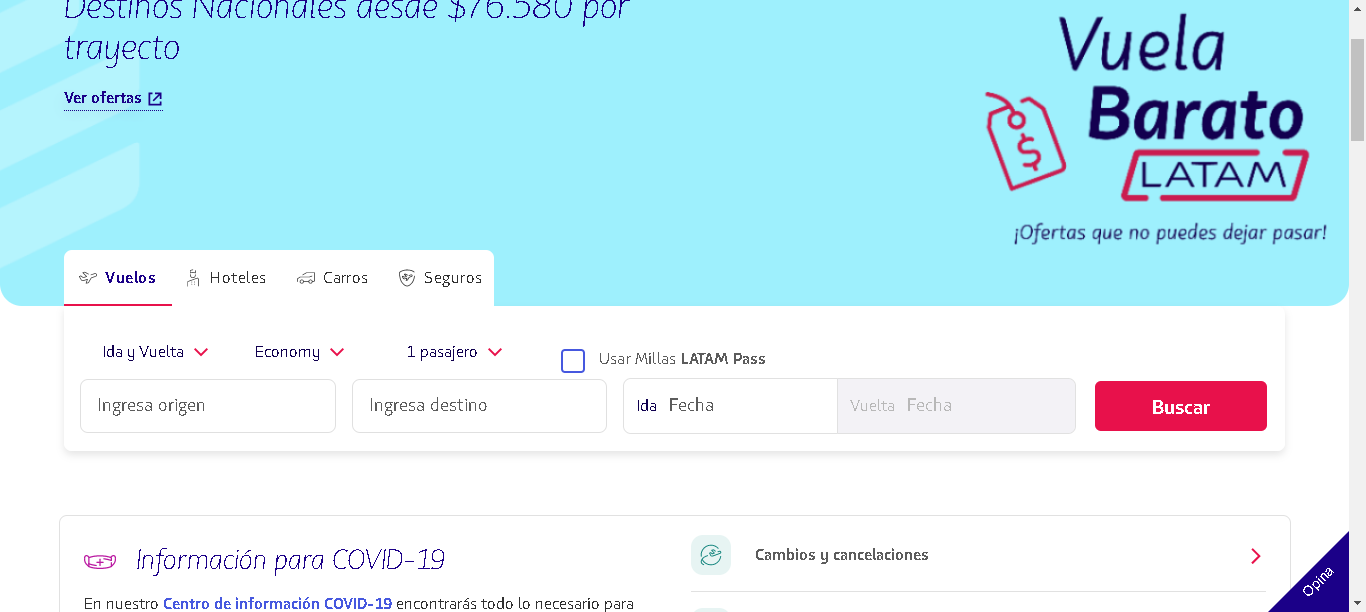 Destinos Nacionales desde $76.580 por
trayecto
Ver ofertas
Vuela
Barato
$
LATAM
¡Ofertas que no puedes dejar pasar!
Vuelos Hoteles Carros Seguros
Ida y Vuelta Economy 1 pasajero Usar Millas LATAM Pass
Ingresa origen Ingresa destino Ida Fecha Vuelta Fecha Buscar
Información para COVID-19
Cambios y cancelaciones
Opina
En nuestro Centro de información COVID-19 encontrarás todo lo necesario para